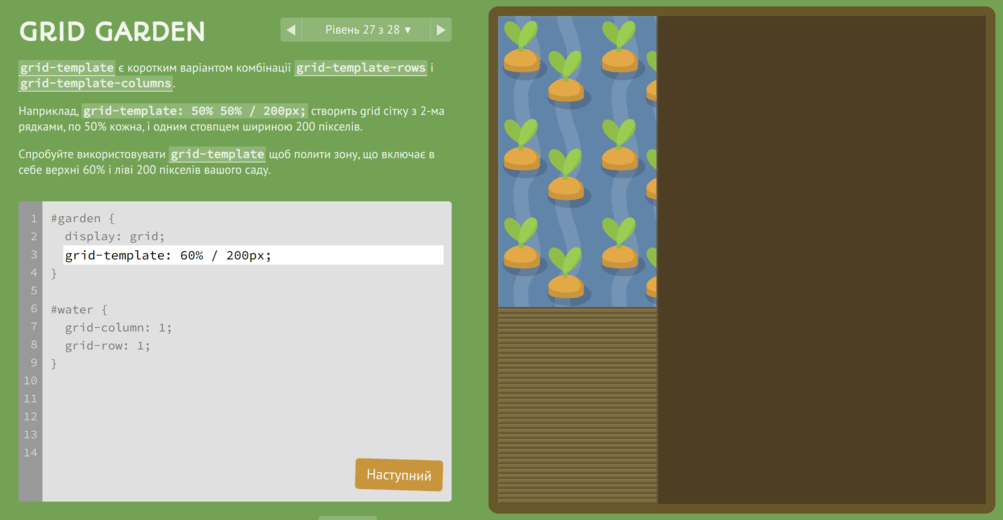 GRID GARDEN
◀ Рівень 27 з 28 ▼ ▶
grid-template є коротким варіантом комбінації grid-template-rows і
grid-template-columns.
Наприклад, grid-template: 50% 50% / 200px; створить grid сітку з 2-ма
рядками, по 50% кожна, і одним стовпцем шириною 200 пікселів.
Спробуйте використовувати grid-template щоб полити зону, що включає в
себе верхні 60% і ліві 200 пікселів вашого саду.
1 #garden {
2 display: grid;
3 grid-template: 60% / 200px;
4 }
5
6 #water {
7 grid-column: 1;
8 grid-row: 1;
9 }
10
11
12
13
14
Наступний